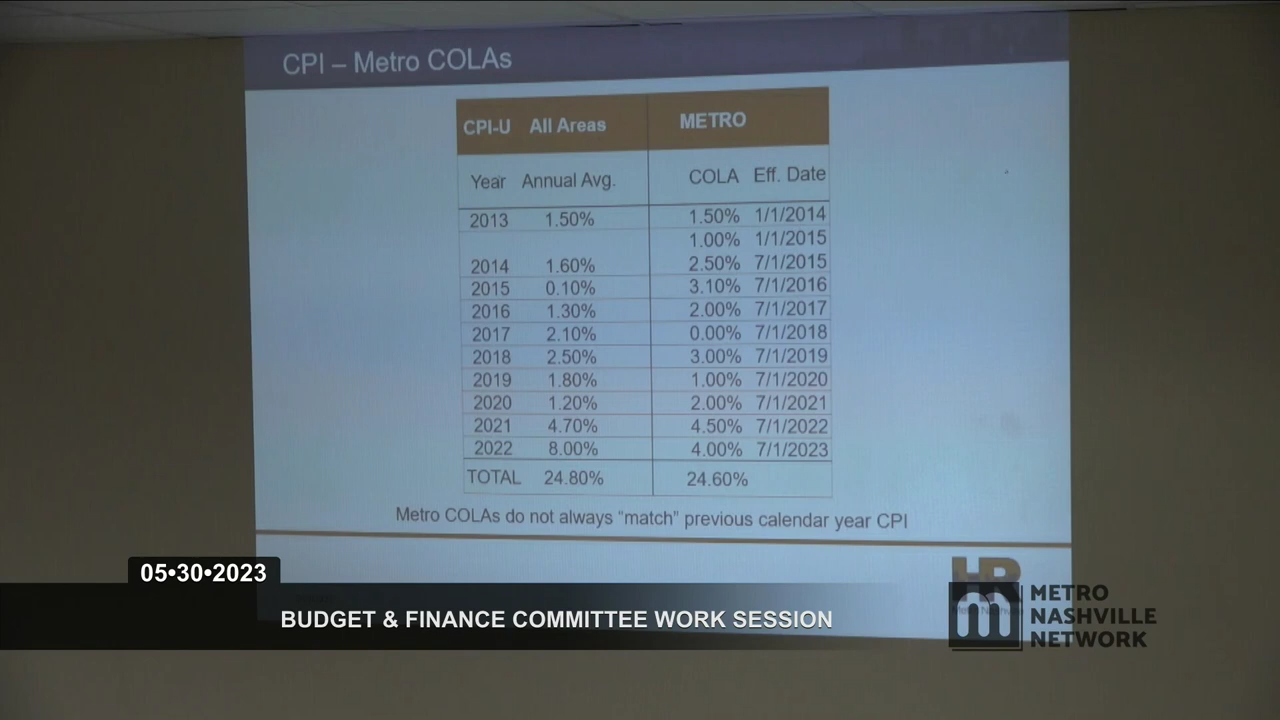 CPI – Metro COLAs
CPI-U All Areas METRO
Year Annual Avg. COLA Eff. Date
2013 1.50% 1.50% 1/1/2014
1.00% 1/1/2015
2014 1.60% 2.50% 7/1/2015
2015 0.10% 3.10% 7/1/2016
2016 1.30% 2.00% 7/1/2017
2017 2.10% 0.00% 7/1/2018
2018 2.50% 3.00% 7/1/2019
2019 1.80% 1.00% 7/1/2020
2020 1.20% 2.00% 7/1/2021
2021 4.70% 4.50% 7/1/2022
2022 8.00% 4.00% 7/1/2023
TOTAL 24.80% 24.60%
Metro COLAs do not always “match” previous calendar year CPI
HR
05•30•2023
BUDGET & FINANCE COMMITTEE WORK SESSION
m METRO
NASHVILLE
NETWORK